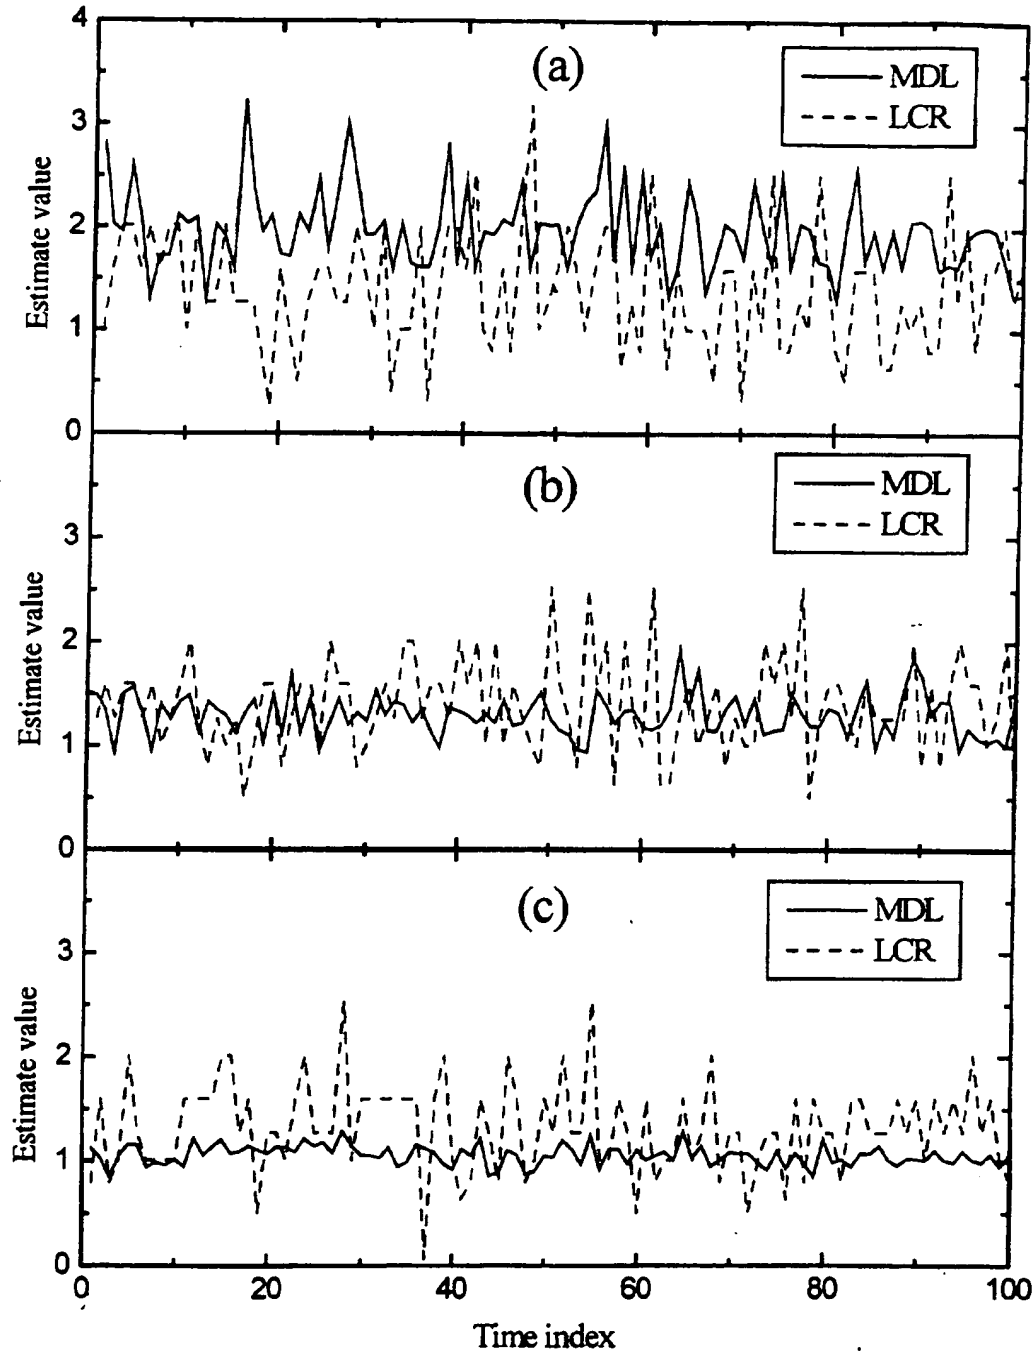 4
(a)
MDL
LCR
3
2
1
0
Estimate value
(b)
MDL
LCR
3
2
1
0
Estimate value
(c)
MDL
LCR
3
2
1
0
Estimate value
0 20 40 60 80 100
Time index